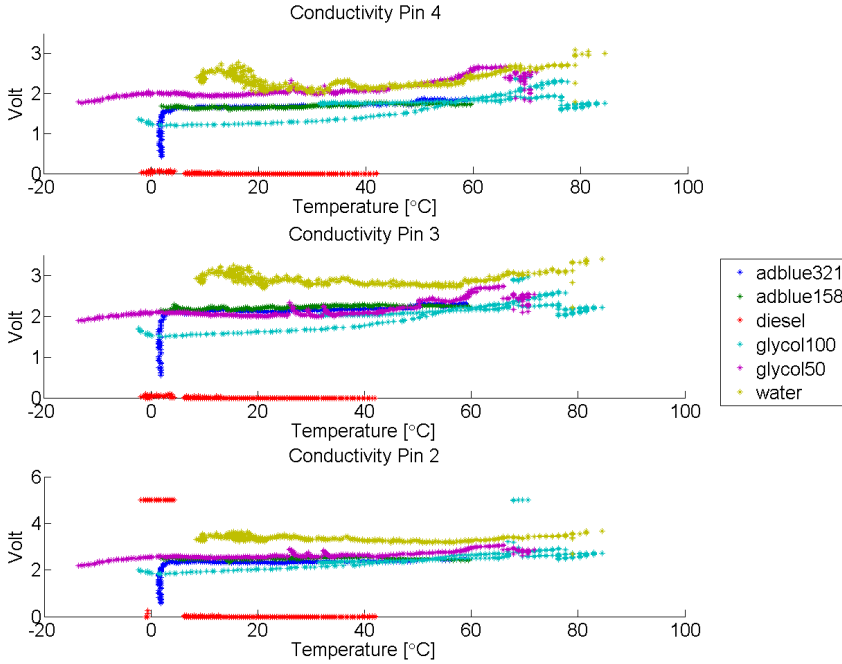 Conductivity Pin 4
3
2
1
0
Volt
-20 0 20 40 60 80 100
Temperature [°C]
Conductivity Pin 3
3
2
1
0
Volt
-20 0 20 40 60 80 100
Temperature [°C]
adblue321
adblue158
diesel
glycol100
glycol50
water
Conductivity Pin 2
6
4
2
0
Volt
-20 0 20 40 60 80 100
Temperature [°C]